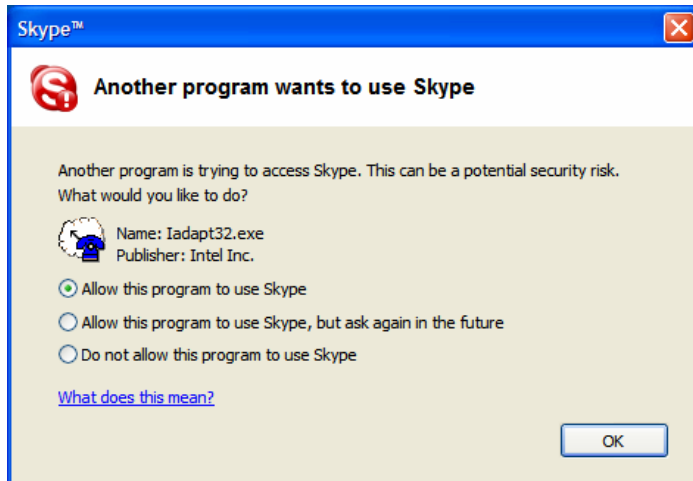 Skype™
Another program wants to use Skype
Another program is trying to access Skype. This can be a potential security risk.
What would you like to do?
Name: Iadapt32.exe
Publisher: Intel Inc.
Allow this program to use Skype
Allow this program to use Skype, but ask again in the future
Do not allow this program to use Skype
What does this mean?
OK